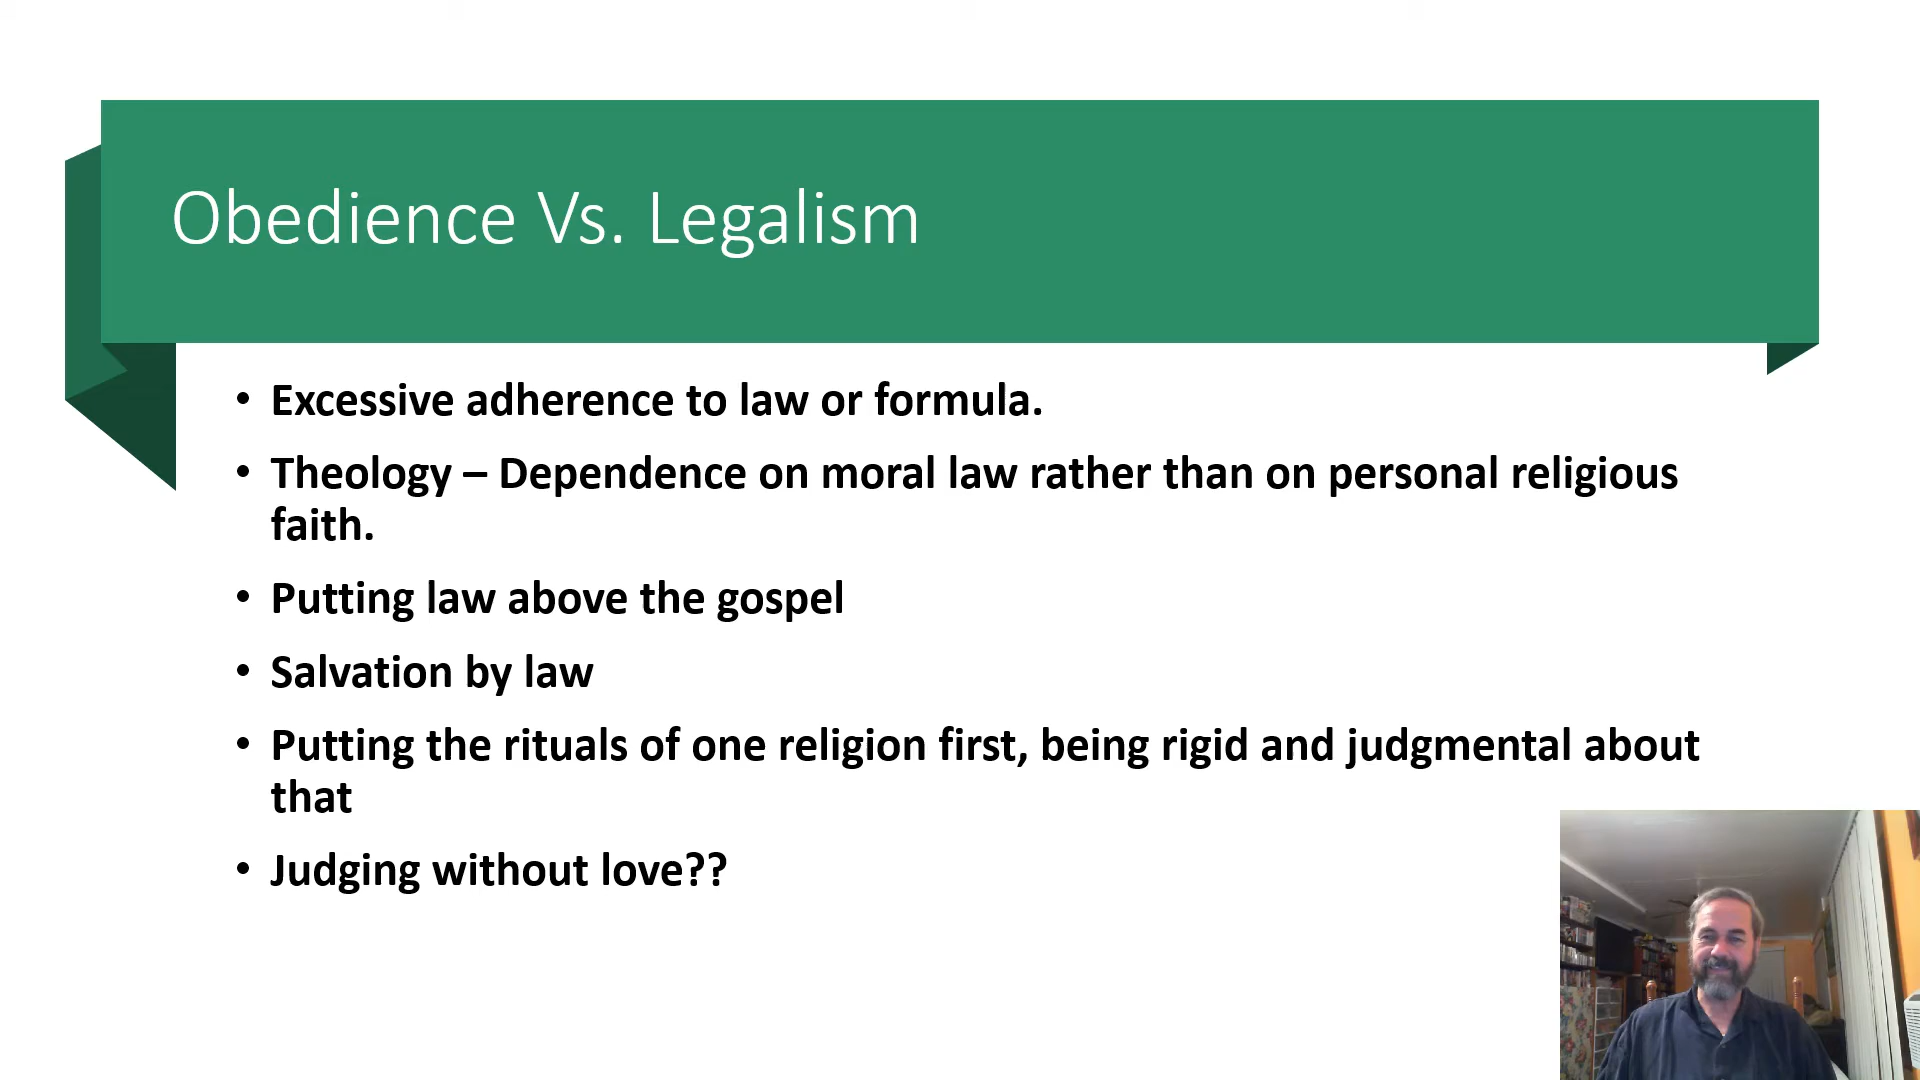 Obedience Vs. Legalism
• Excessive adherence to law or formula.
• Theology – Dependence on moral law rather than on personal religious
faith.
• Putting law above the gospel
• Salvation by law
• Putting the rituals of one religion first, being rigid and judgmental about
that
• Judging without love??